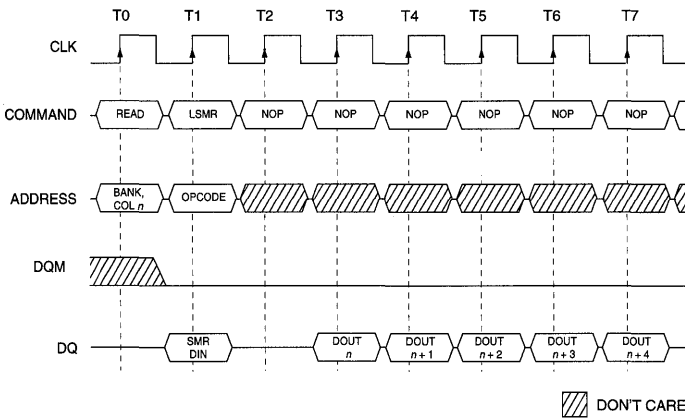 T0 T1 T2 T3 T4 T5 T6 T7
CLK
COMMAND READ LSMR NOP NOP NOP NOP NOP NOP
ADDRESS BANK, COL n OPCODE
DQM
DQ SMR DIN DOUT n DOUT n + 1 DOUT n + 2 DOUT n + 3 DOUT n + 4
DON'T CARE